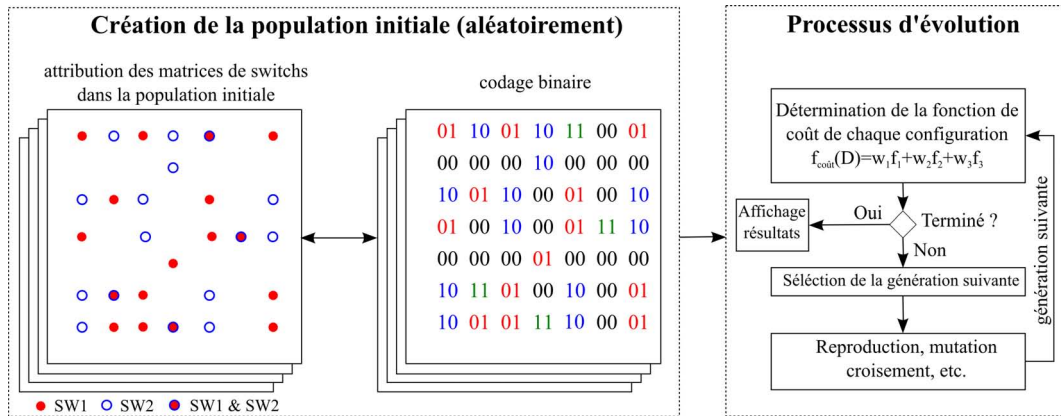 Création de la population initiale (aléatoirement)
attribution des matrices de switchs
dans la population initiale
SW1
SW2
SW1 & SW2
codage binaire
01 10 01 10 11 00 01
00 00 00 10 00 00 00
10 01 10 00 01 00 10
01 00 10 00 01 11 10
00 00 00 01 00 00 00
10 11 01 00 10 00 01
10 01 01 11 10 00 01
Processus d'évolution
Détermination de la fonction de
coût de chaque configuration
f_coût(D)=w₁f₁+w₂f₂+w₃f₃
Oui
Terminé ?
Affichage
résultats
Non
Séléction de la génération suivante
Reproduction, mutation
croisement, etc.
génération suivante